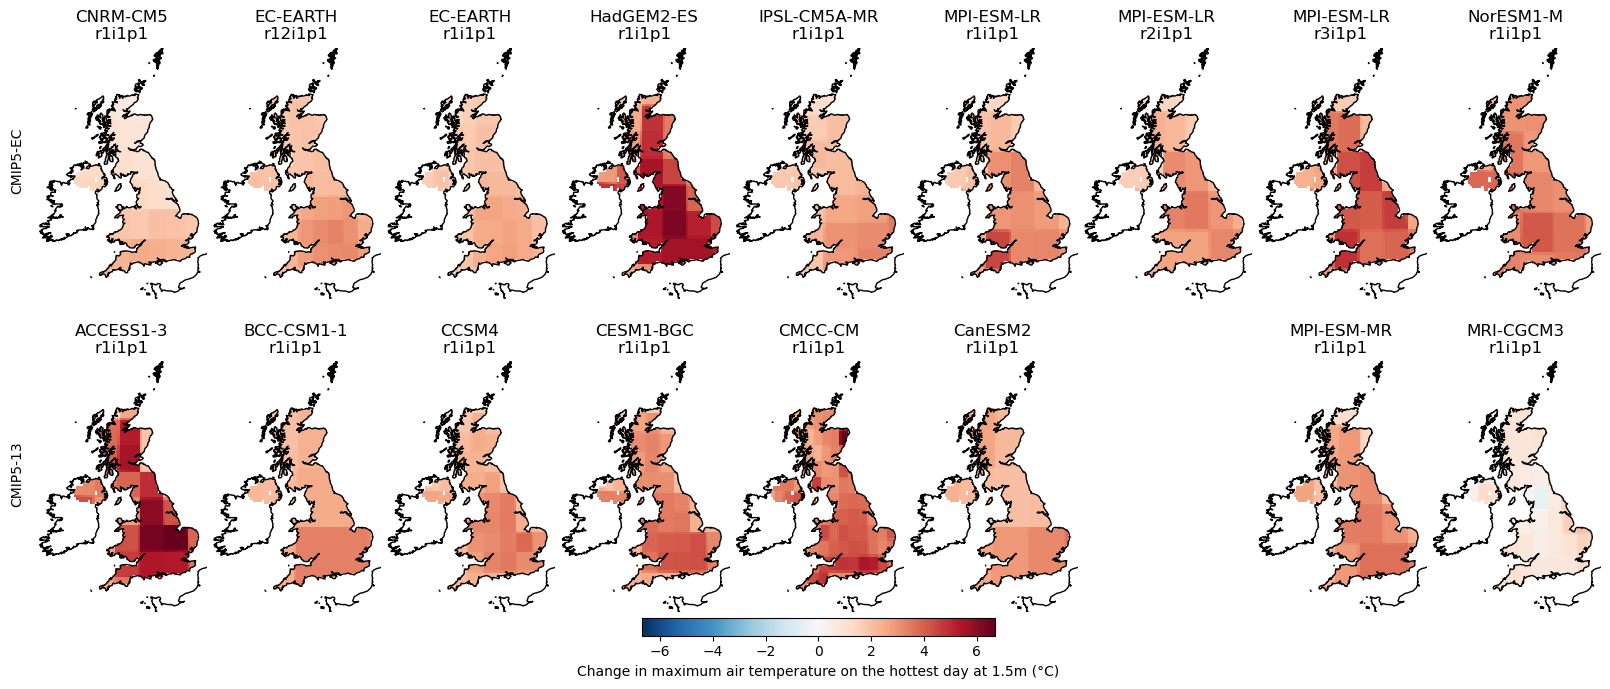 CNRM-CM5 EC-EARTH EC-EARTH HadGEM2-ES IPSL-CM5A-MR MPI-ESM-LR MPI-ESM-LR MPI-ESM-LR NorESM1-M
r1i1p1 r12i1p1 r1i1p1 r1i1p1 r1i1p1 r1i1p1 r2i1p1 r3i1p1 r1i1p1
CMIP5-EC
ACCESS1-3 BCC-CSM1-1 CCSM4 CESM1-BGC CMCC-CM CanESM2 MPI-ESM-MR MRI-CGCM3
r1i1p1 r1i1p1 r1i1p1 r1i1p1 r1i1p1 r1i1p1 r1i1p1 r1i1p1
CMIP5-13
−6 −4 −2 0 2 4 6
Change in maximum air temperature on the hottest day at 1.5m (°C)